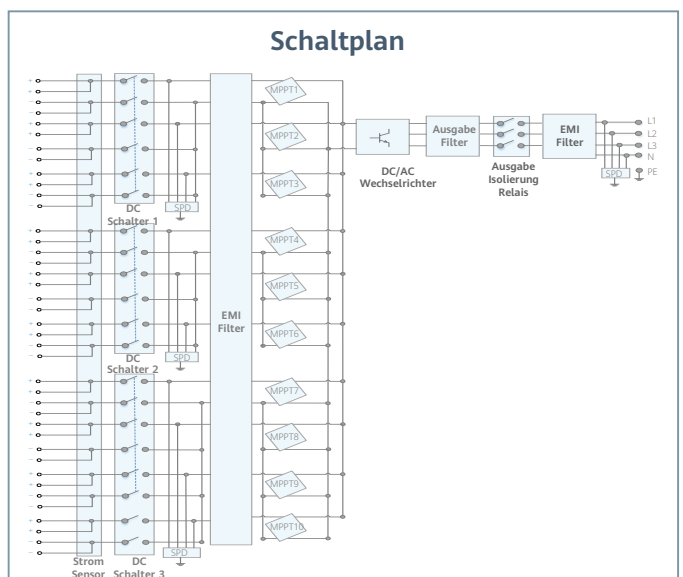 Schaltplan
MPPT1
MPPT2
MPPT3
DC
Schalter 1
SPD
MPPT4
MPPT5
MPPT6
DC
Schalter 2
SPD
MPPT7
MPPT8
MPPT9
MPPT10
Strom
Sensor
DC
Schalter 3
SPD
EMI
Filter
DC/AC
Wechselrichter
Ausgabe
Filter
Ausgabe
Isolierung
Relais
EMI
Filter
L1
L2
L3
N
SPD
PE